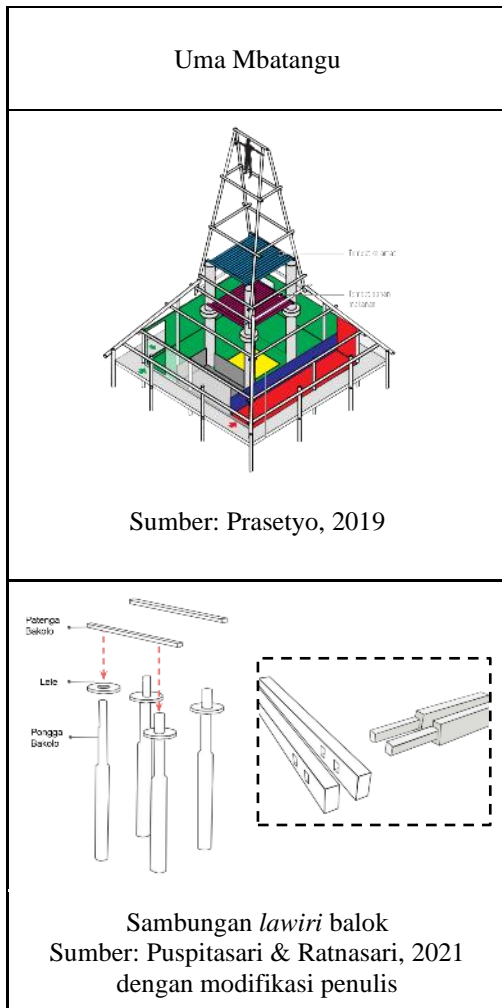 Uma Mbatangu
makanan
Sumber: Prasetyo, 2019
Patenga
Bakolo
Lele
Pongga
Bakolo
Sambungan lawiri balok
Sumber: Puspitasari & Ratnasari, 2021
dengan modifikasi penulis